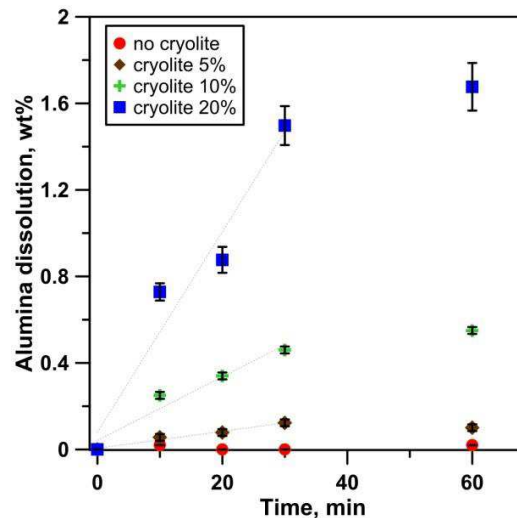 no cryolite
cryolite 5%
cryolite 10%
cryolite 20%
Alumina dissolution, wt%
2
1.6
1.2
0.8
0.4
0
0
20
40
60
Time, min